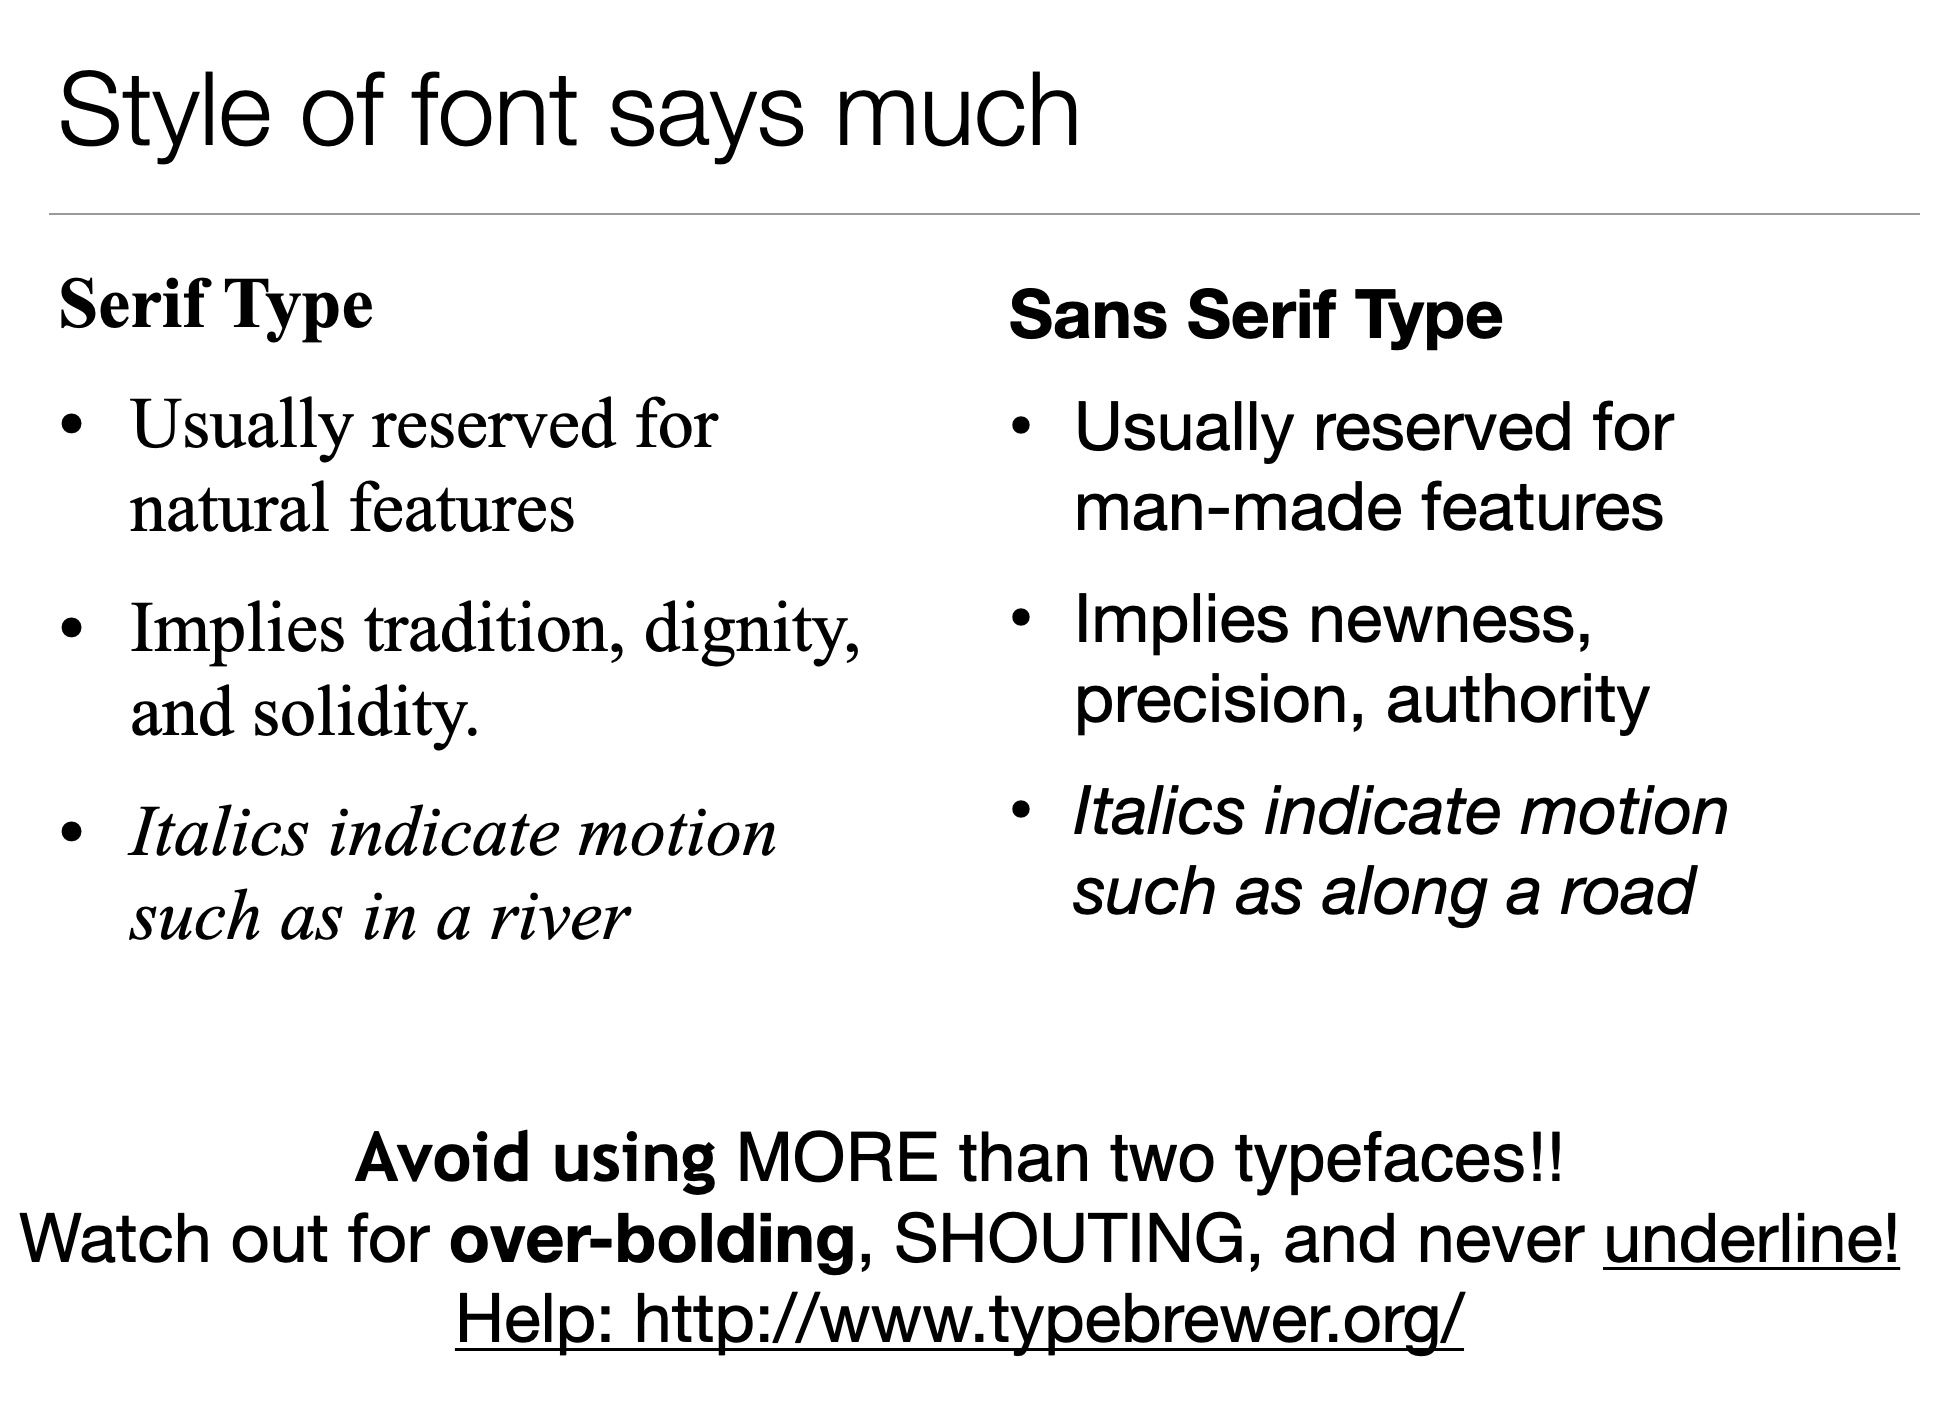 Style of font says much
Serif Type
• Usually reserved for
natural features
• Implies tradition, dignity,
and solidity.
• Italics indicate motion
such as in a river
Sans Serif Type
• Usually reserved for
man-made features
• Implies newness,
precision, authority
• Italics indicate motion
such as along a road
Avoid using MORE than two typefaces!!
Watch out for over-bolding, SHOUTING, and never underline!
Help: http://www.typebrewer.org/